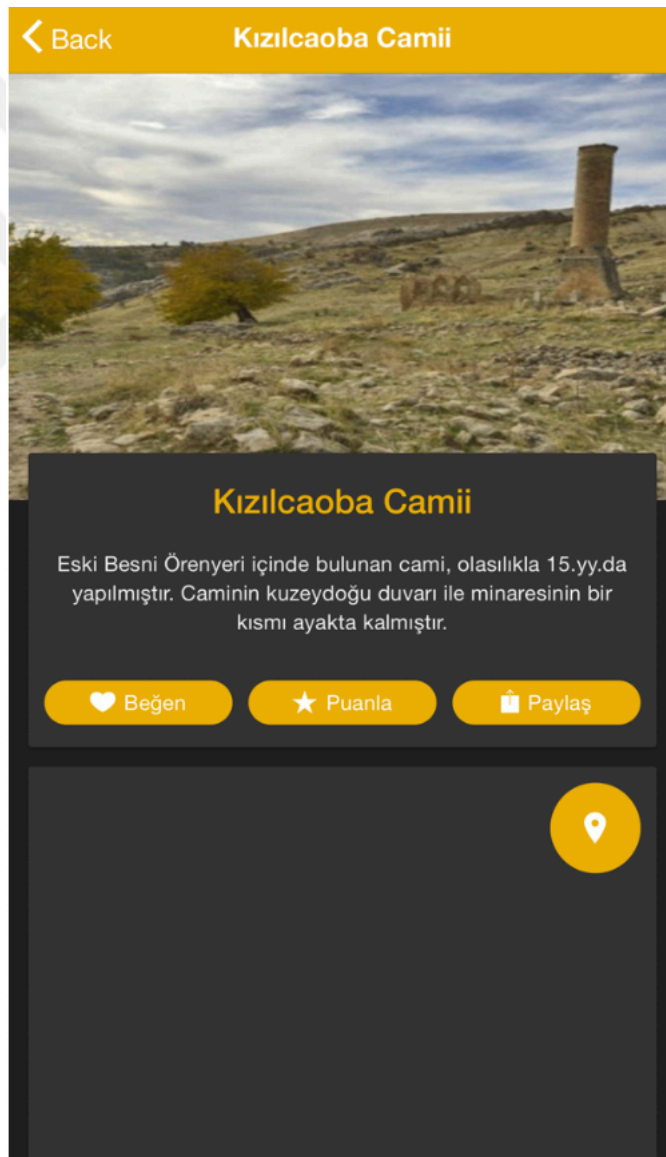 Back
Kızılcaoba Camii
Kızılcaoba Camii
Eski Besni Örenyeri içinde bulunan cami, olasılıkla 15.yy.da
yapılmıştır. Caminin kuzeydoğu duvarı ile minaresinin bir
kısmı ayakta kalmıştır.
Beğen
Puanla
Paylaş